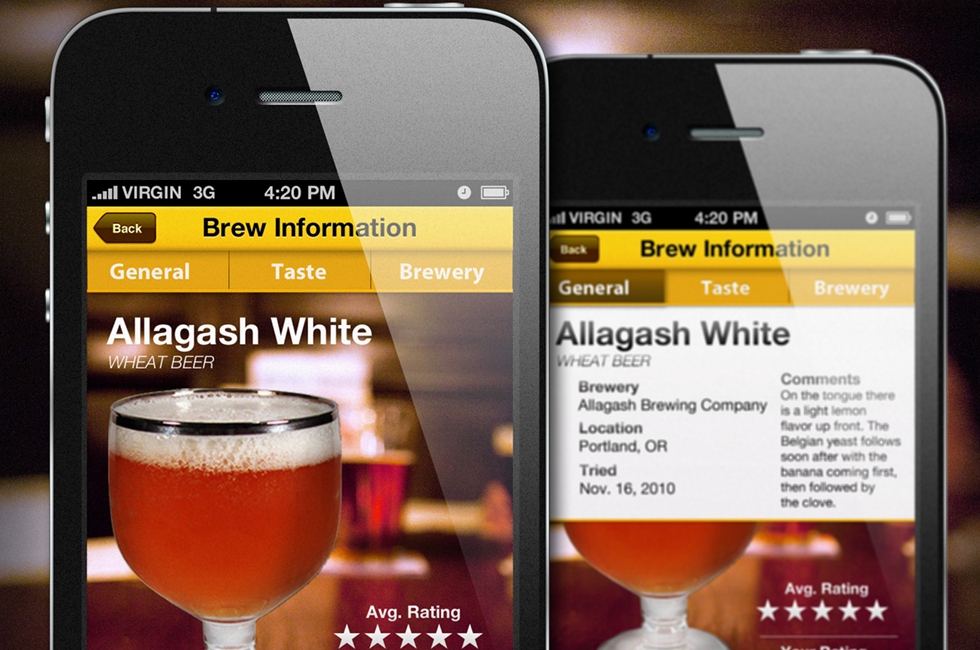 VIRGIN 3G 4:20 PM
Back Brew Information
General Taste Brewery
Allagash White
WHEAT BEER
Avg. Rating
VIRGIN 3G 4:20 PM
Back Brew Information
General Taste Brewery
Allagash White
WHEAT BEER
Brewery
Allagash Brewing Company
Location
Portland, OR
Tried
Nov. 16, 2010
Comments
On the tongue there
is a light lemon
flavor up front. The
Belgian yeast follows
soon after with the
banana coming first,
then followed by
the clove.
Avg. Rating
Your Rating